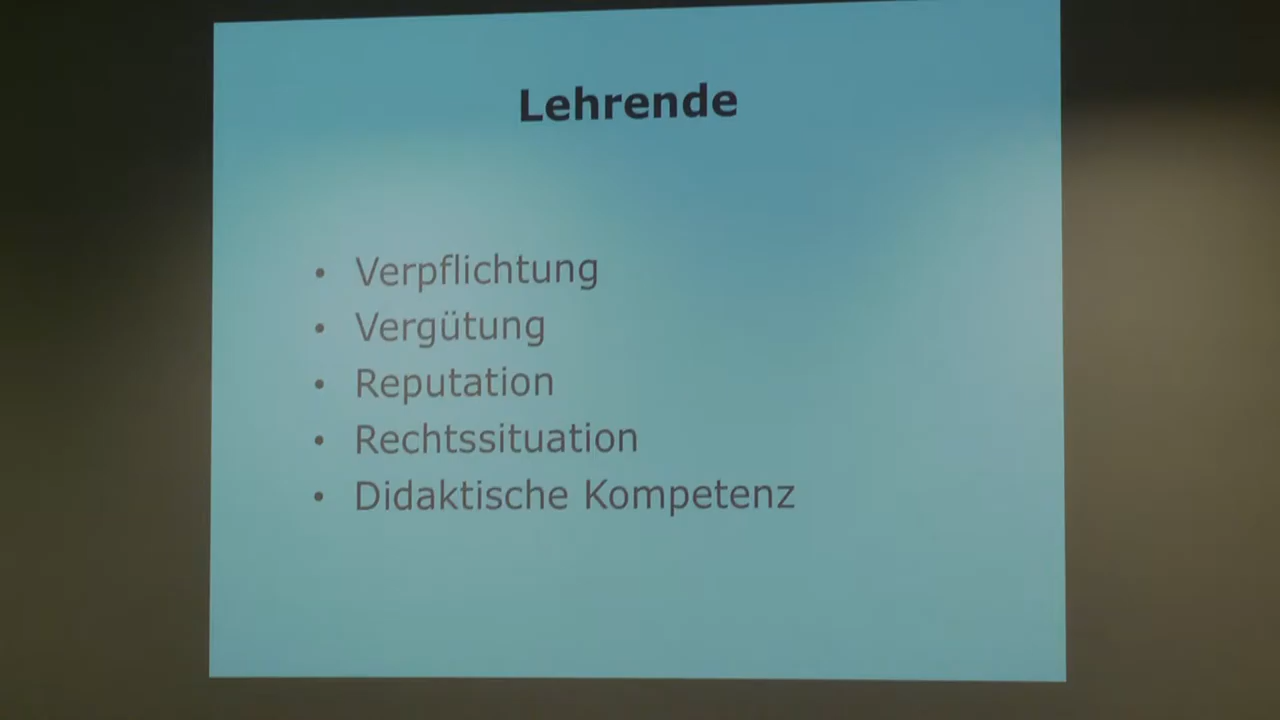 Lehrende
• Verpflichtung
• Vergütung
• Reputation
• Rechtssituation
• Didaktische Kompetenz